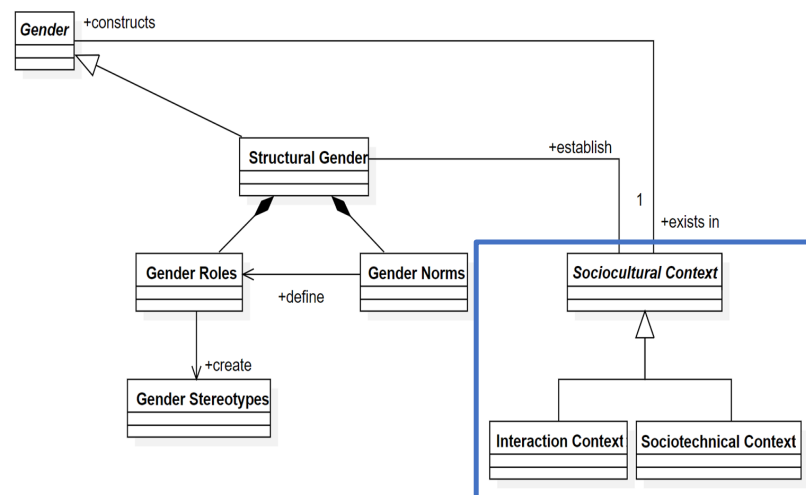 Gender
+constructs
Structural Gender
+establish
1
+exists in
Gender Roles
Gender Norms
Sociocultural Context
+define
+create
Gender Stereotypes
Interaction Context
Sociotechnical Context